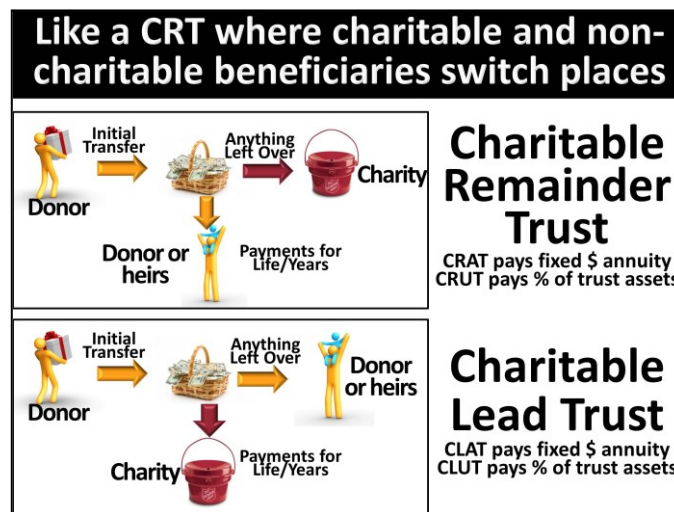 Like a CRT where charitable and non-
charitable beneficiaries switch places
Initial
Transfer
Anything
Left Over
Donor
Charity
Donor or
heirs
Payments for
Life/Years
Charitable
Remainder
Trust
CRAT pays fixed $ annuity
CRUT pays % of trust assets
Initial
Transfer
Anything
Left Over
Donor
Donor
or heirs
Charity
Payments for
Life/Years
Charitable
Lead Trust
CLAT pays fixed $ annuity
CLUT pays % of trust assets